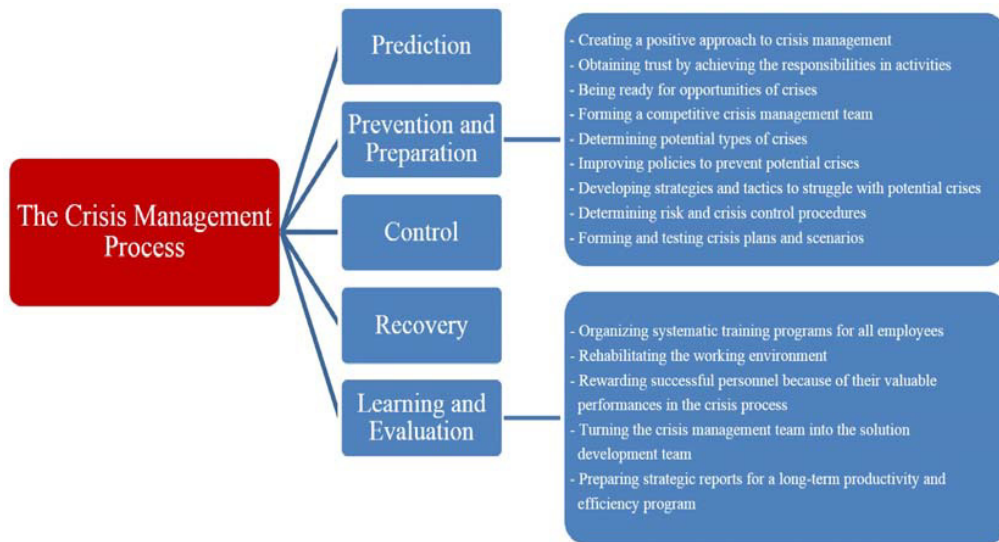 The Crisis Management
Process
Prediction
Prevention and
Preparation
Control
Recovery
Learning and
Evaluation
- Creating a positive approach to crisis management
- Obtaining trust by achieving the responsibilities in activities
- Being ready for opportunities of crises
- Forming a competitive crisis management team
- Determining potential types of crises
- Improving policies to prevent potential crises
- Developing strategies and tactics to struggle with potential crises
- Determining risk and crisis control procedures
- Forming and testing crisis plans and scenarios
- Organizing systematic training programs for all employees
- Rehabilitating the working environment
- Rewarding successful personnel because of their valuable
performances in the crisis process
- Turning the crisis management team into the solution
development team
- Preparing strategic reports for a long-term productivity and
efficiency program